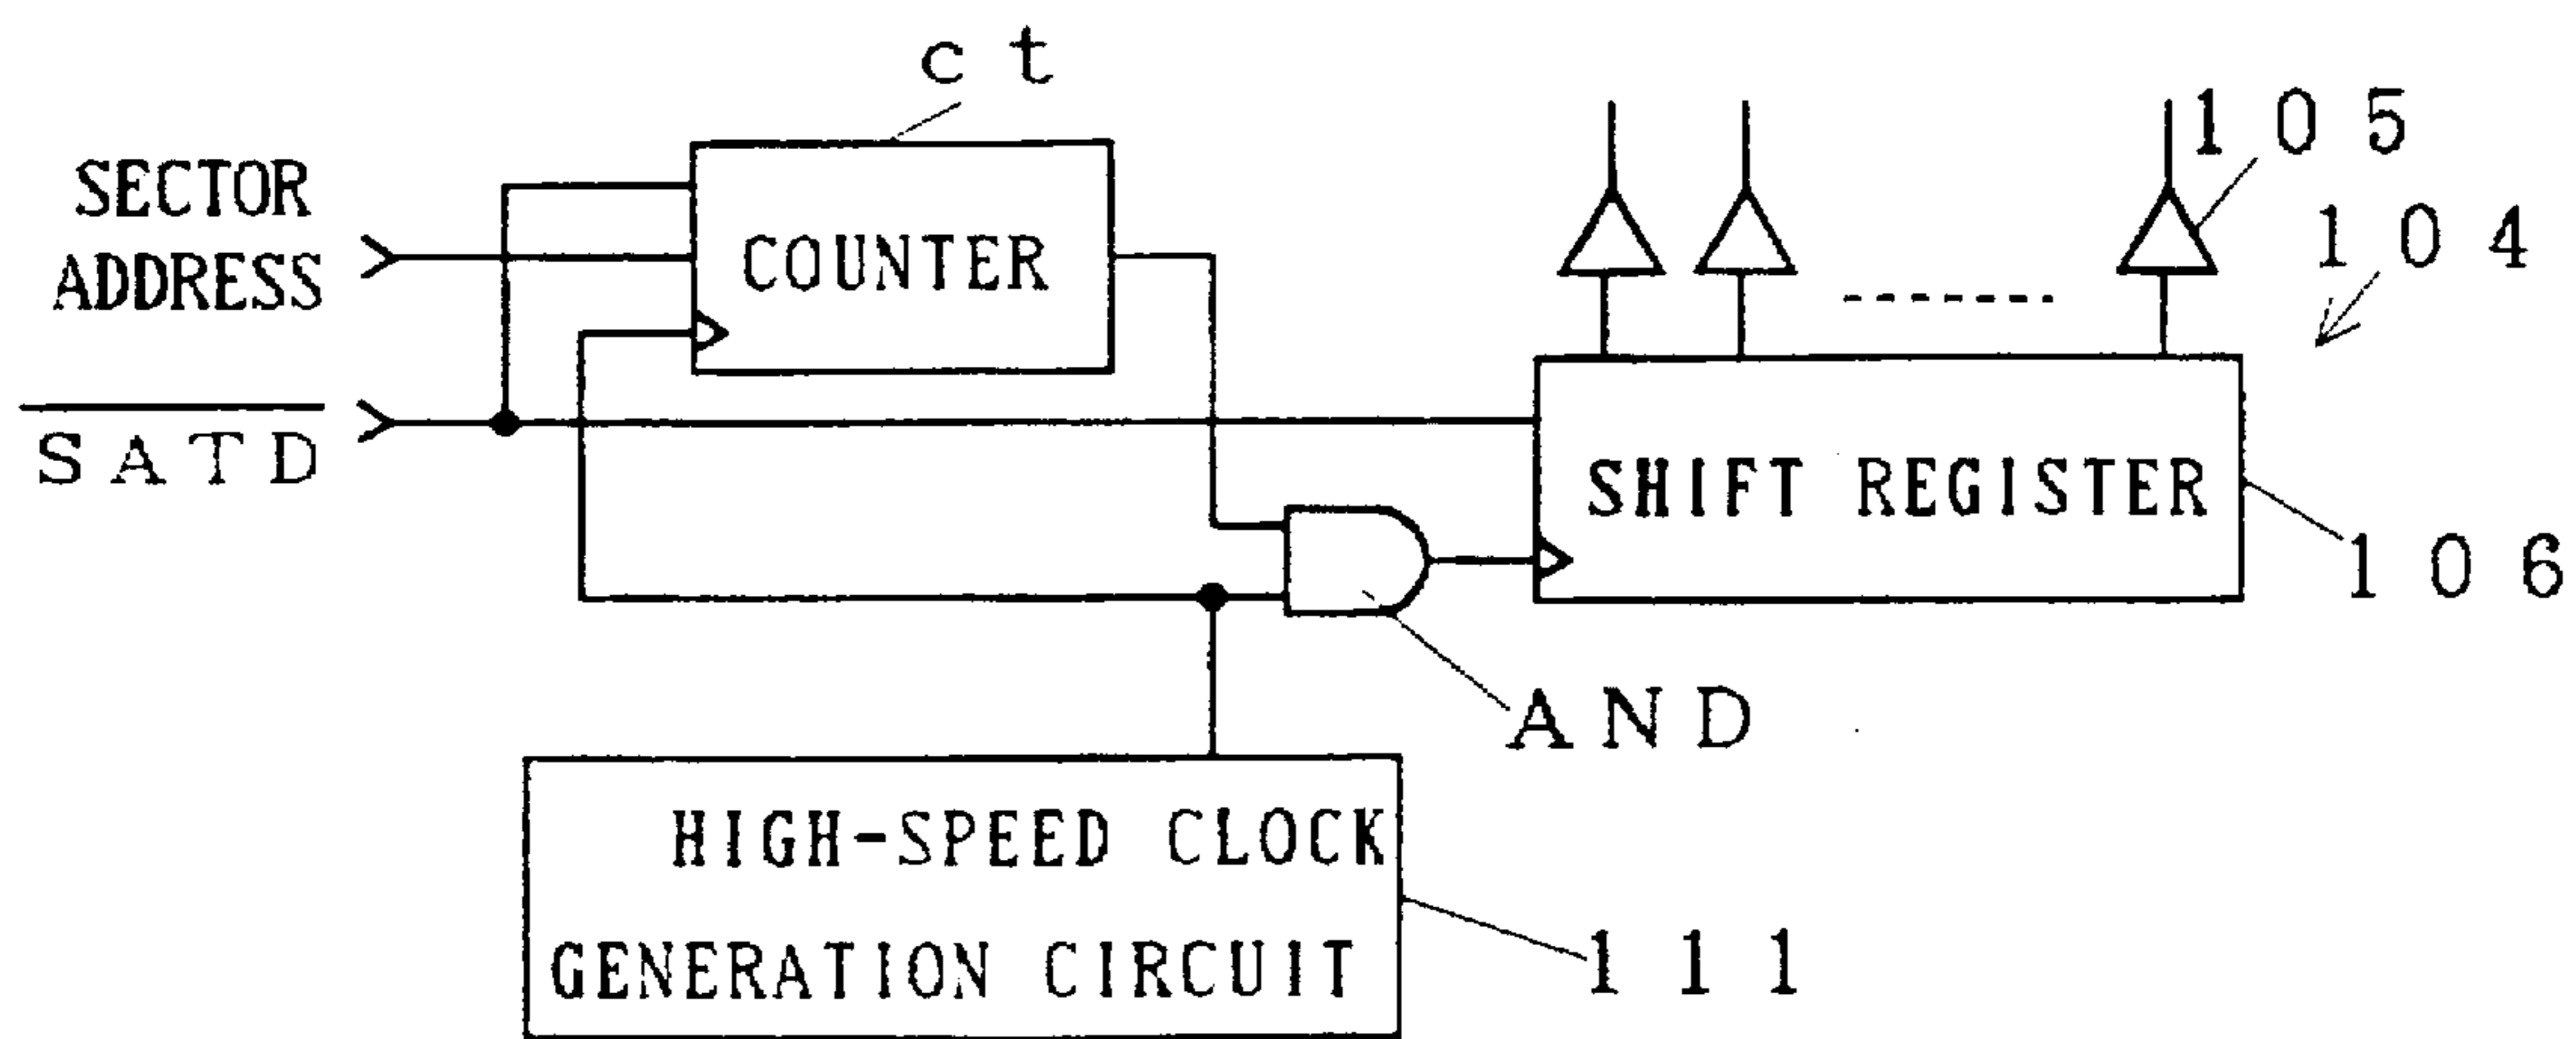 c t
SECTOR
ADDRESS
COUNTER
1 0 5
1 0 4
SATD
SHIFT REGISTER
1 0 6
AND
HIGH-SPEED CLOCK
GENERATION CIRCUIT
1 1 1